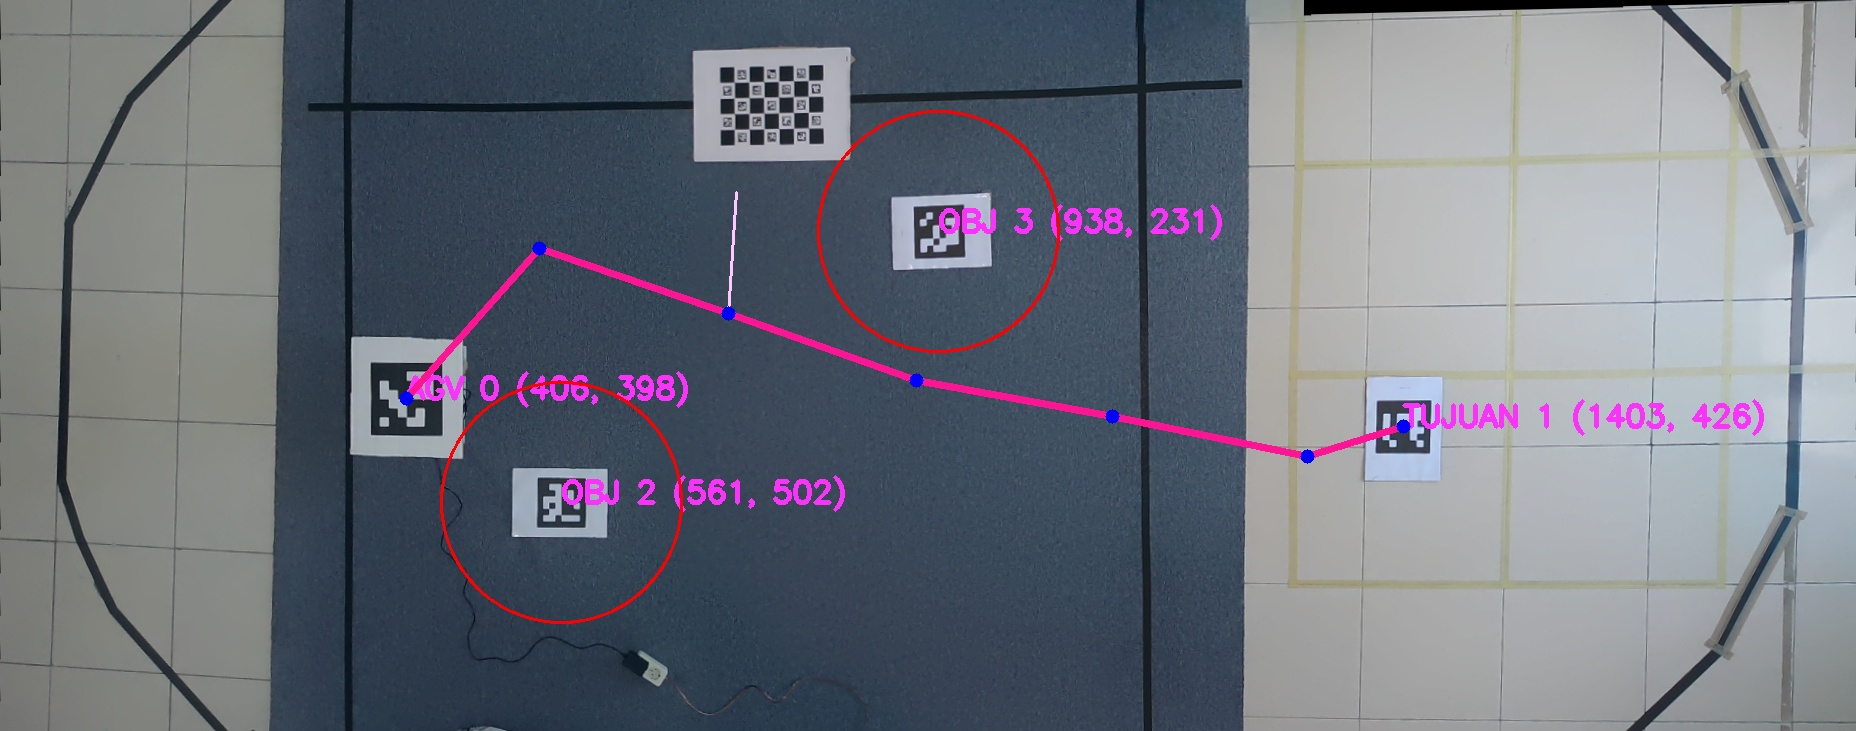 OBJ 3 (938, 231)
AGV 0 (406, 398)
TUJUAN 1 (1403, 426)
OBJ 2 (561, 502)